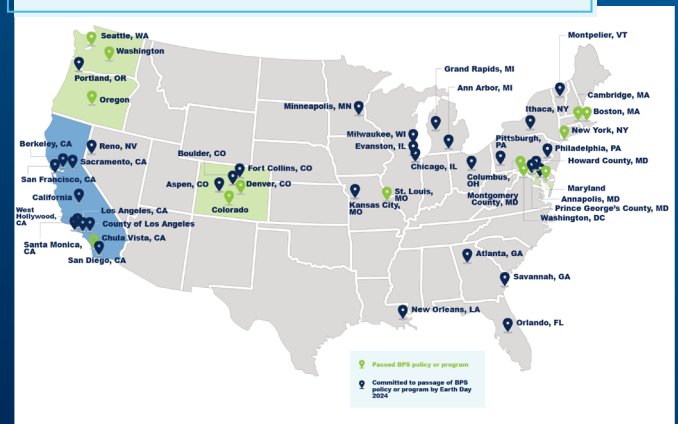 Seattle, WA
Washington
Portland, OR
Oregon
Berkeley, CA
Reno, NV
Sacramento, CA
San Francisco, CA
California
West
Hollywood,
CA
Los Angeles, CA
County of Los Angeles
Santa Monica,
CA
Chula Vista, CA
San Diego, CA
Boulder, CO
Fort Collins, CO
Aspen, CO
Denver, CO
Colorado
Minneapolis, MN
Milwaukee, WI
Evanston, IL
Chicago, IL
Grand Rapids, MI
Ann Arbor, MI
Kansas City,
MO
St. Louis,
MO
Columbus,
OH
Pittsburg,
PA
Montpelier, VT
Cambridge, MA
Ithaca, NY
Boston, MA
New York, NY
Philadelphia, PA
Howard County, MD
Montgomery
County, MD
Maryland
Annapolis, MD
Prince George's County, MD
Washington, DC
Atlanta, GA
Savannah, GA
New Orleans, LA
Orlando, FL
Passed BPS policy or program
Committed to passage of BPS
policy or program by Earth Day
2024